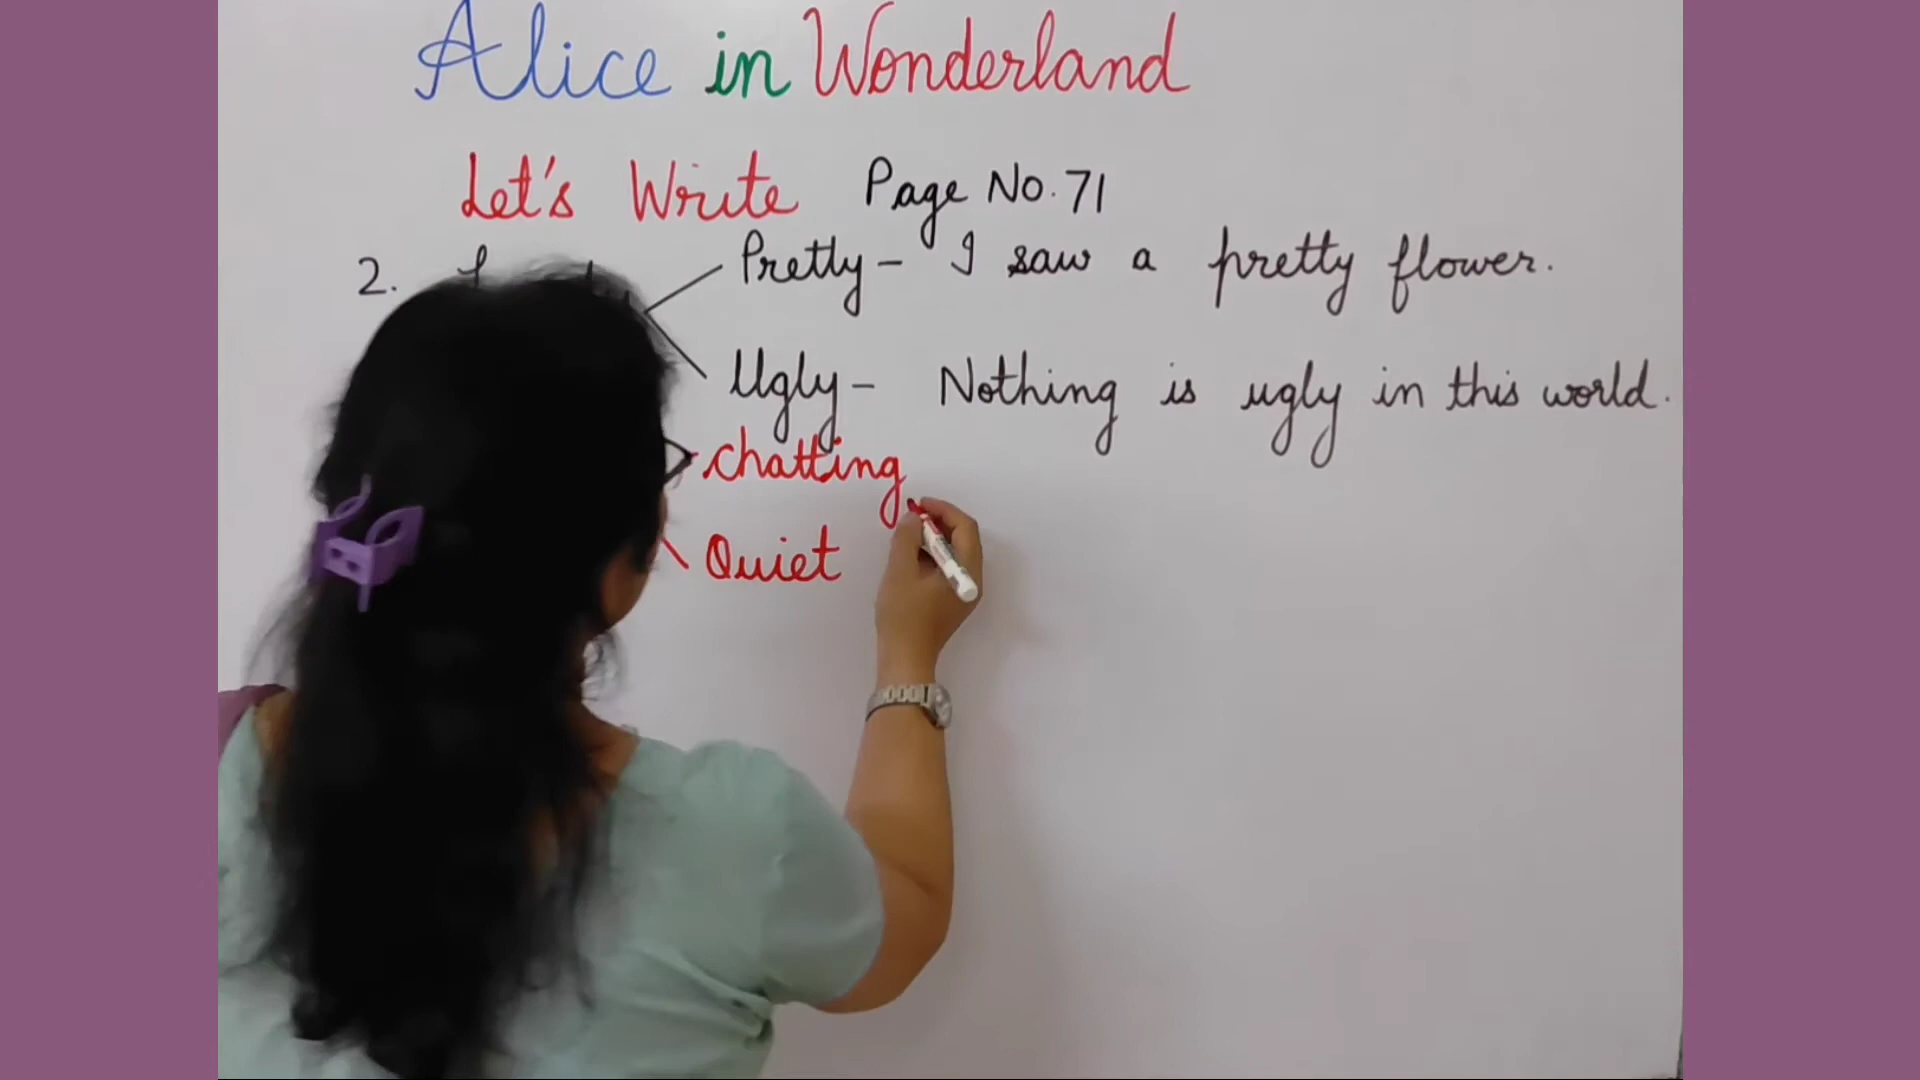 Alice in Wonderland
Let's Write Page No. 71
2. Pretty - I saw a pretty flower.
Ugly - Nothing is ugly in this world.
Chatting
Quiet